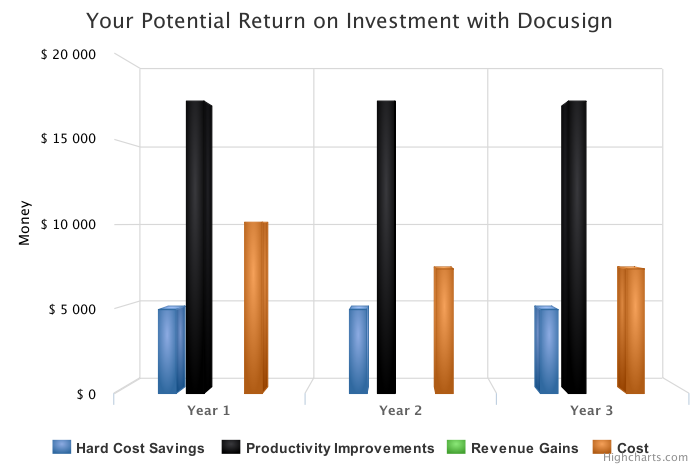 Your Potential Return on Investment with Docusign
$ 20 000
$ 15 000
$ 10 000
$ 5 000
$ 0
Money
Year 1
Year 2
Year 3
Hard Cost Savings
Productivity Improvements
Revenue Gains
Cost
Highcharts.com